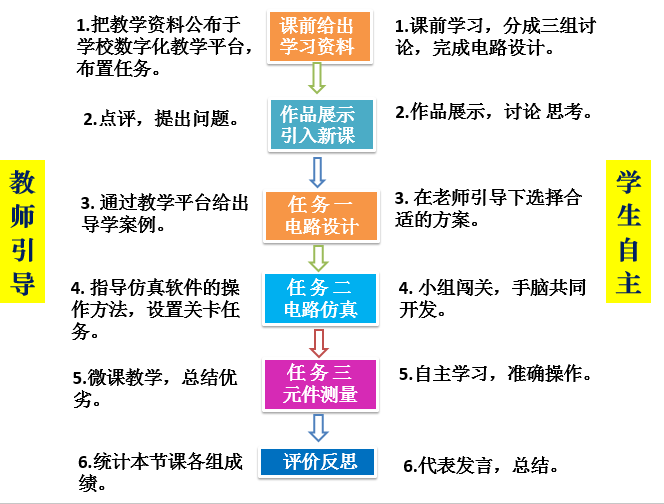 1.把教学资料公布于
学校数字化教学平台，
布置任务。
课前给出
学习资料
1.课前学习，分成三组讨
论，完成电路设计。
2.点评，提出问题。
作品展示
引入新课
2.作品展示，讨论 思考。
教师引导
学生自主
3. 通过教学平台给出
导学案例。
任 务 一
电路设计
3. 在老师引导下选择合
适的方案。
4. 指导仿真软件的操
作方法，设置关卡任
务。
任 务 二
电路仿真
4. 小组闯关，手脑共同
开发。
5.微课教学，总结优
劣。
任 务 三
元件测量
5.自主学习，准确操作。
6.统计本节课各组成
绩。
评价反思
6.代表发言，总结。